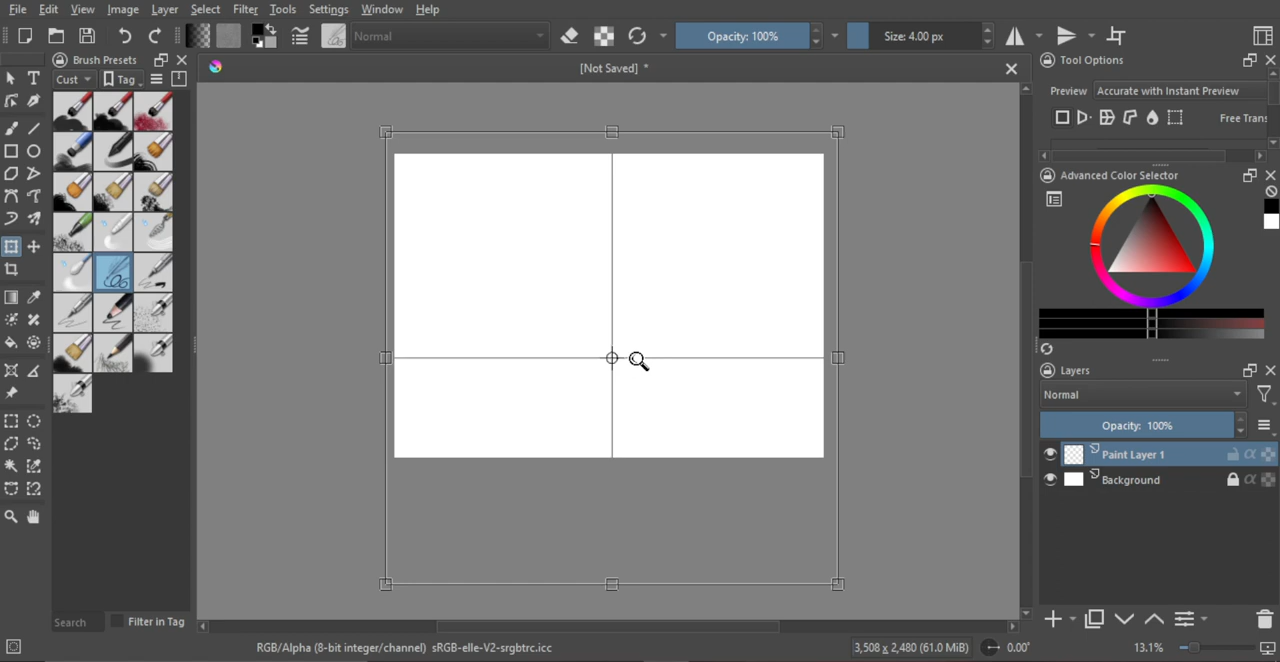 File Edit View Image Layer Select Filter Tools Settings Window Help
Normal Opacity: 100% Size: 4.00 px
Brush Presets
[Not Saved] *
Tool Options
Cust Tag
Preview Accurate with Instant Preview
Free Trans
Advanced Color Selector
Layers
Normal
Opacity: 100%
Paint Layer 1
Background
Search Filter in Tag
RGB/Alpha (8-bit integer/channel) sRGB-elle-V2-srgbtrc.icc 3,508 x 2,480 (61.0 MiB) 0.00° 13.1%